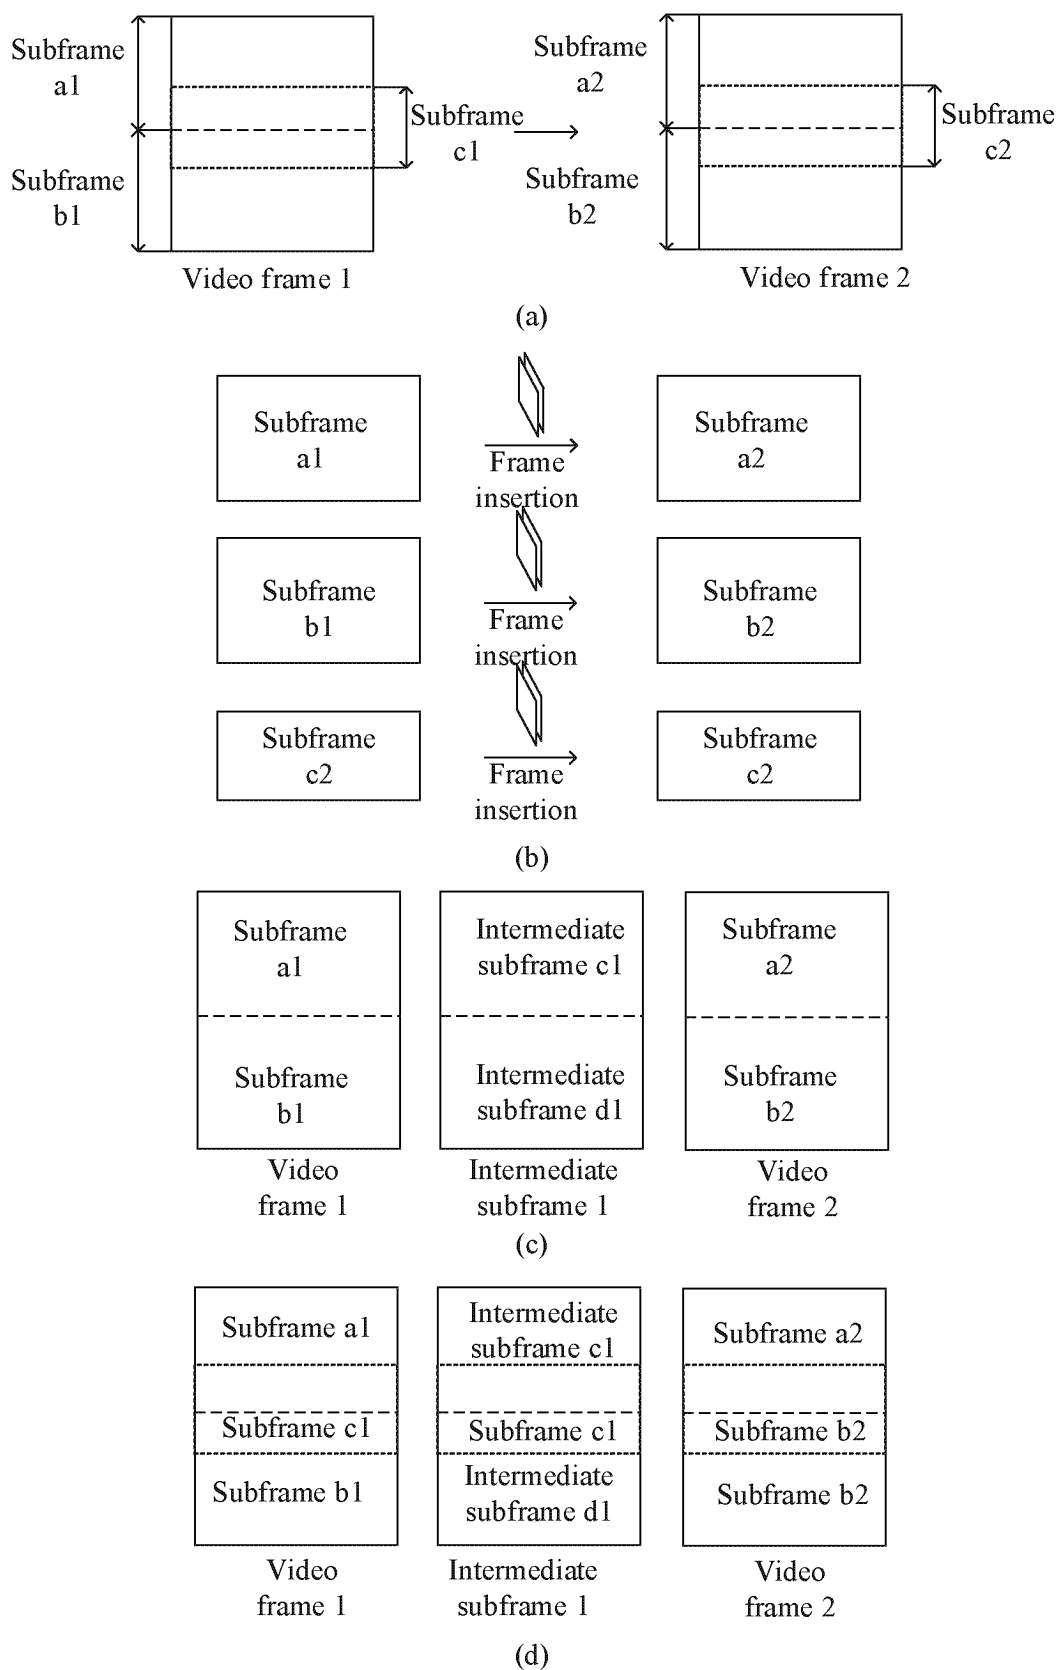 Subframe
a1
Subframe
b1
Subframe
c1
Video frame 1
Subframe
a2
Subframe
b2
Subframe
c2
Video frame 2
(a)
Subframe
a1
Frame
insertion
Subframe
a2
Subframe
b1
Frame
insertion
Subframe
b2
Subframe
c2
Frame
insertion
Subframe
c2
(b)
Subframe
a1
Subframe
b1
Video
frame 1
Intermediate
subframe c1
Intermediate
subframe d1
Intermediate
subframe 1
Subframe
a2
Subframe
b2
Video
frame 2
(c)
Subframe a1
Subframe c1
Subframe b1
Video
frame 1
Intermediate
subframe c1
Subframe c1
Intermediate
subframe d1
Intermediate
subframe 1
Subframe a2
Subframe b2
Subframe b2
Video
frame 2
(d)